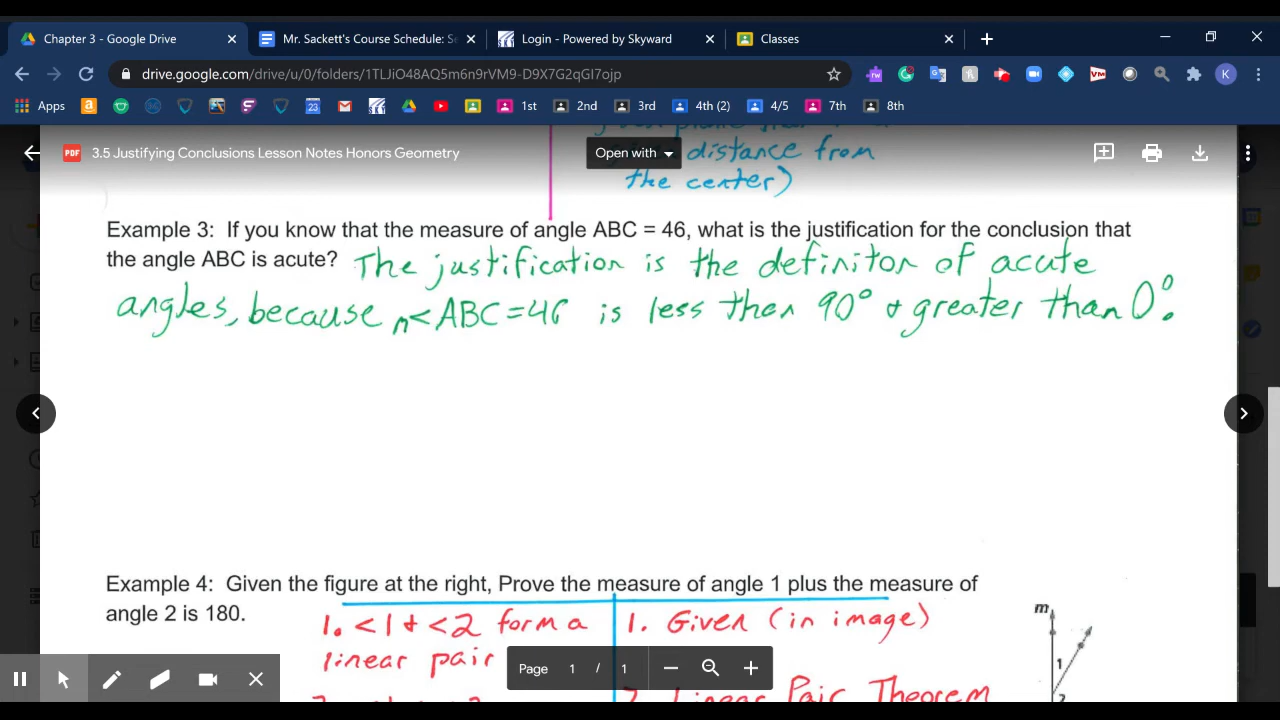 Chapter 3 - Google Drive
Mr. Sackett's Course Schedule: Se
Login - Powered by Skyward
Classes
drive.google.com/drive/u/0/folders/1TLJiO48AQ5m6n9rVM9-D9X7G2qGI7ojp
K
Apps 1st 2nd 3rd 4th (2) 4/5 7th 8th
PDF 3.5 Justifying Conclusions Lesson Notes Honors Geometry
Open with
distance from
the center)
Example 3: If you know that the measure of angle ABC = 46, what is the justification for the conclusion that
the angle ABC is acute? The justification is the definiton of acute
angles, because m<ABC=46 is less then 90° & greater than 0°.
Example 4: Given the figure at the right, Prove the measure of angle 1 plus the measure of
angle 2 is 180.
1. <1 & <2 form a
linear pair
1. Given (in image)
2. Linear Pair Theorem
m
1
2
Page 1 / 1